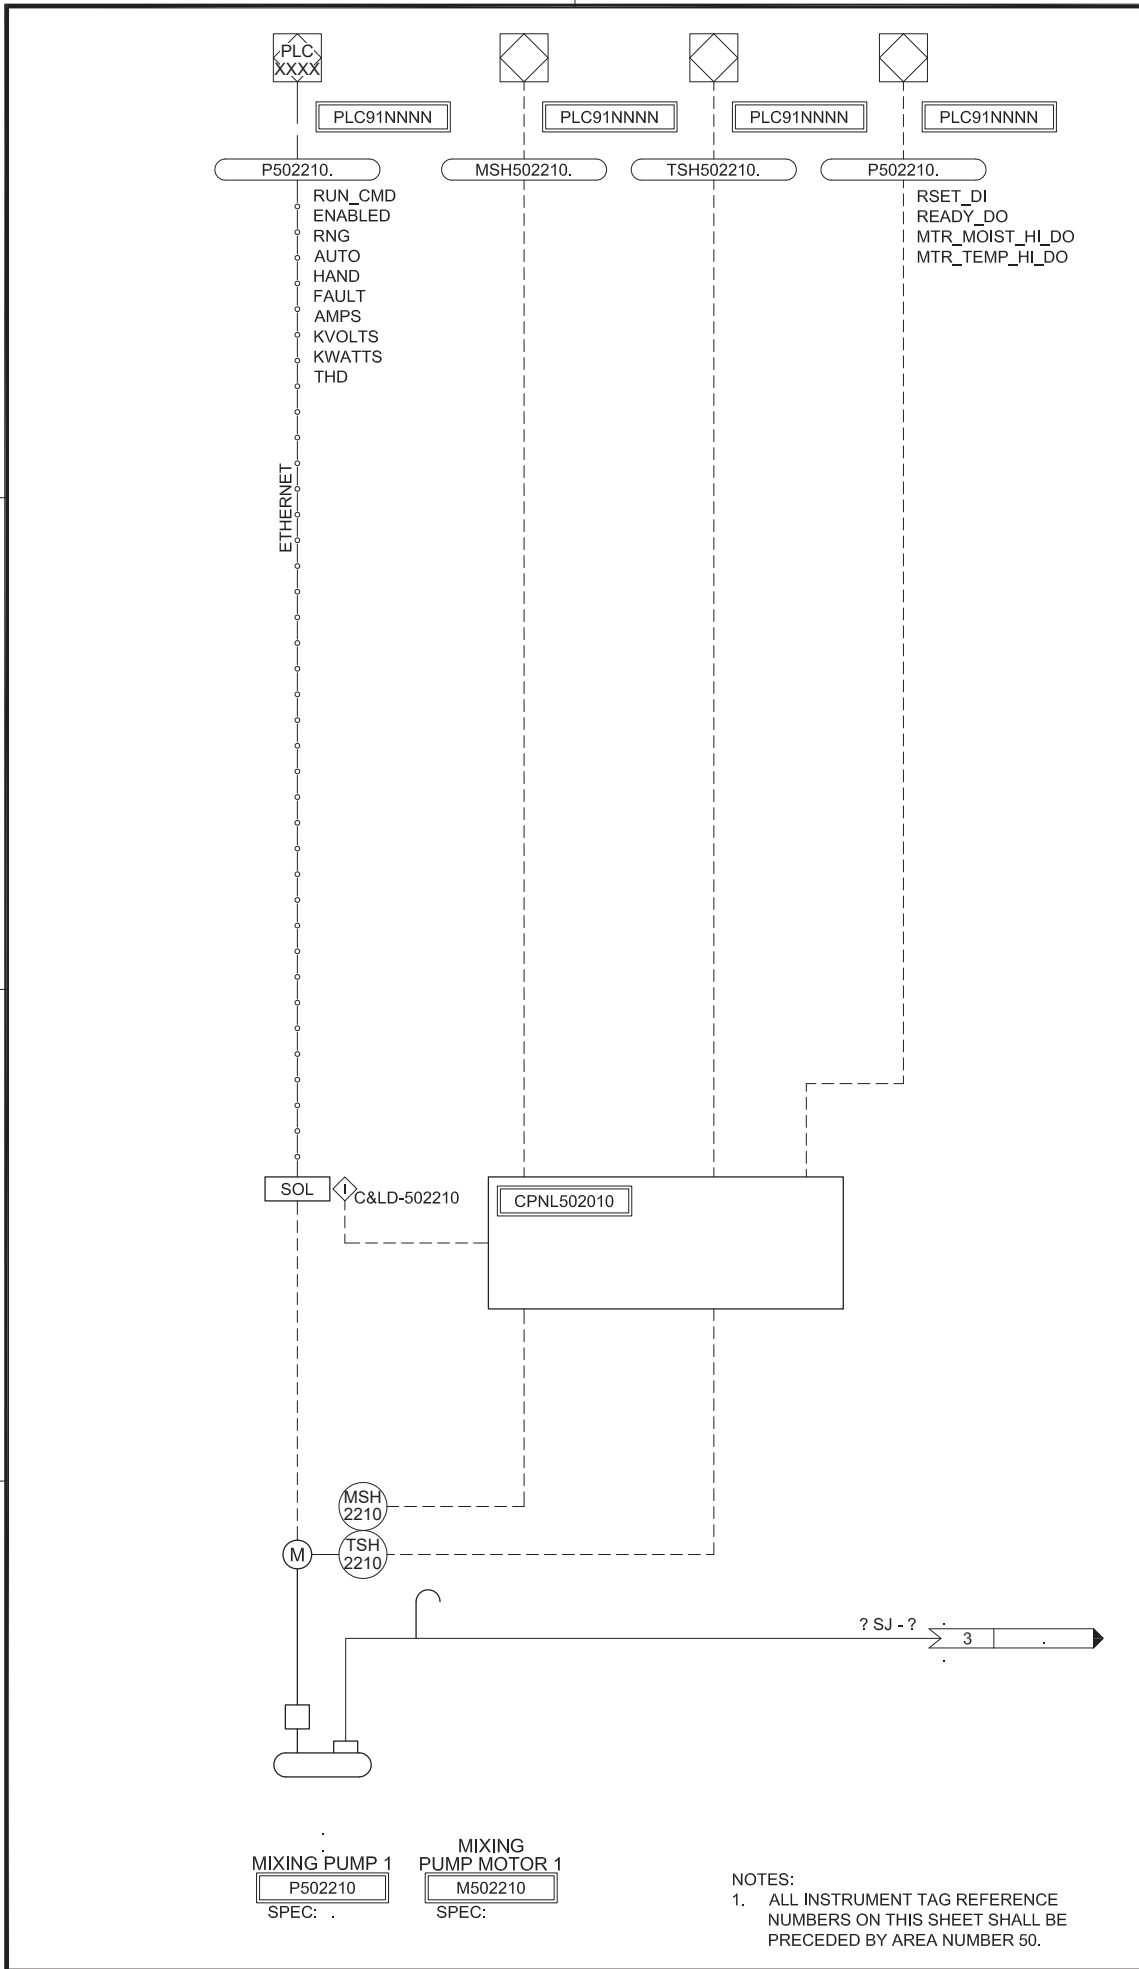 PLC
XXXX
PLC91NNNN
PLC91NNNN
PLC91NNNN
PLC91NNNN
P502210.
MSH502210.
TSH502210.
P502210.
RUN_CMD
ENABLED
RNG
AUTO
HAND
FAULT
AMPS
KVOLTS
KWATTS
THD
RSET_DI
READY_DO
MTR_MOIST_HI_DO
MTR_TEMP_HI_DO
ETHERNET
SOL
I
C&LD-502210
CPNL502010
MSH
2210
M
TSH
2210
? SJ - ?
.
3
.
.
.
.
MIXING PUMP 1
P502210
SPEC: .
MIXING
PUMP MOTOR 1
M502210
SPEC:
NOTES:
1. ALL INSTRUMENT TAG REFERENCE
NUMBERS ON THIS SHEET SHALL BE
PRECEDED BY AREA NUMBER 50.